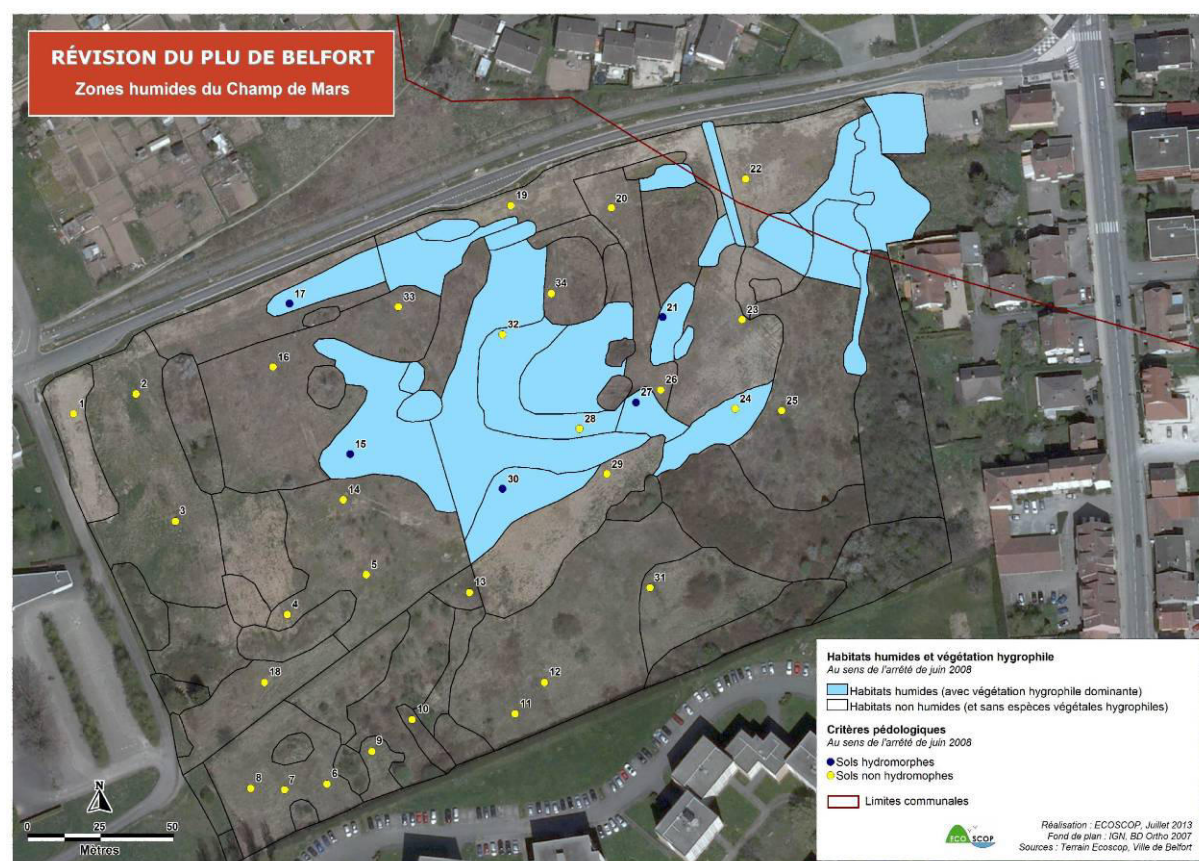 RÉVISION DU PLU DE BELFORT
Zones humides du Champ de Mars
22
19
20
17
34
33
21
32
23
16
2
26
1
27
24
25
28
15
29
30
14
3
5
31
13
4
18
12
11
10
9
8
7
6
N
0 25 50
Mètres
Habitats humides et végétation hygrophile
Au sens de l'arrêté de juin 2008
Habitats humides (avec végétation hygrophile dominante)
Habitats non humides (et sans espèces végétales hygrophiles)
Critères pédologiques
Au sens de l'arrêté de juin 2008
Sols hydromorphes
Sols non hydromophes
Limites communales
ECO SCOP
Réalisation : ECOSCOP, Juillet 2013
Fond de plan : IGN, BD Ortho 2007
Sources : Terrain Ecoscop, Ville de Belfort